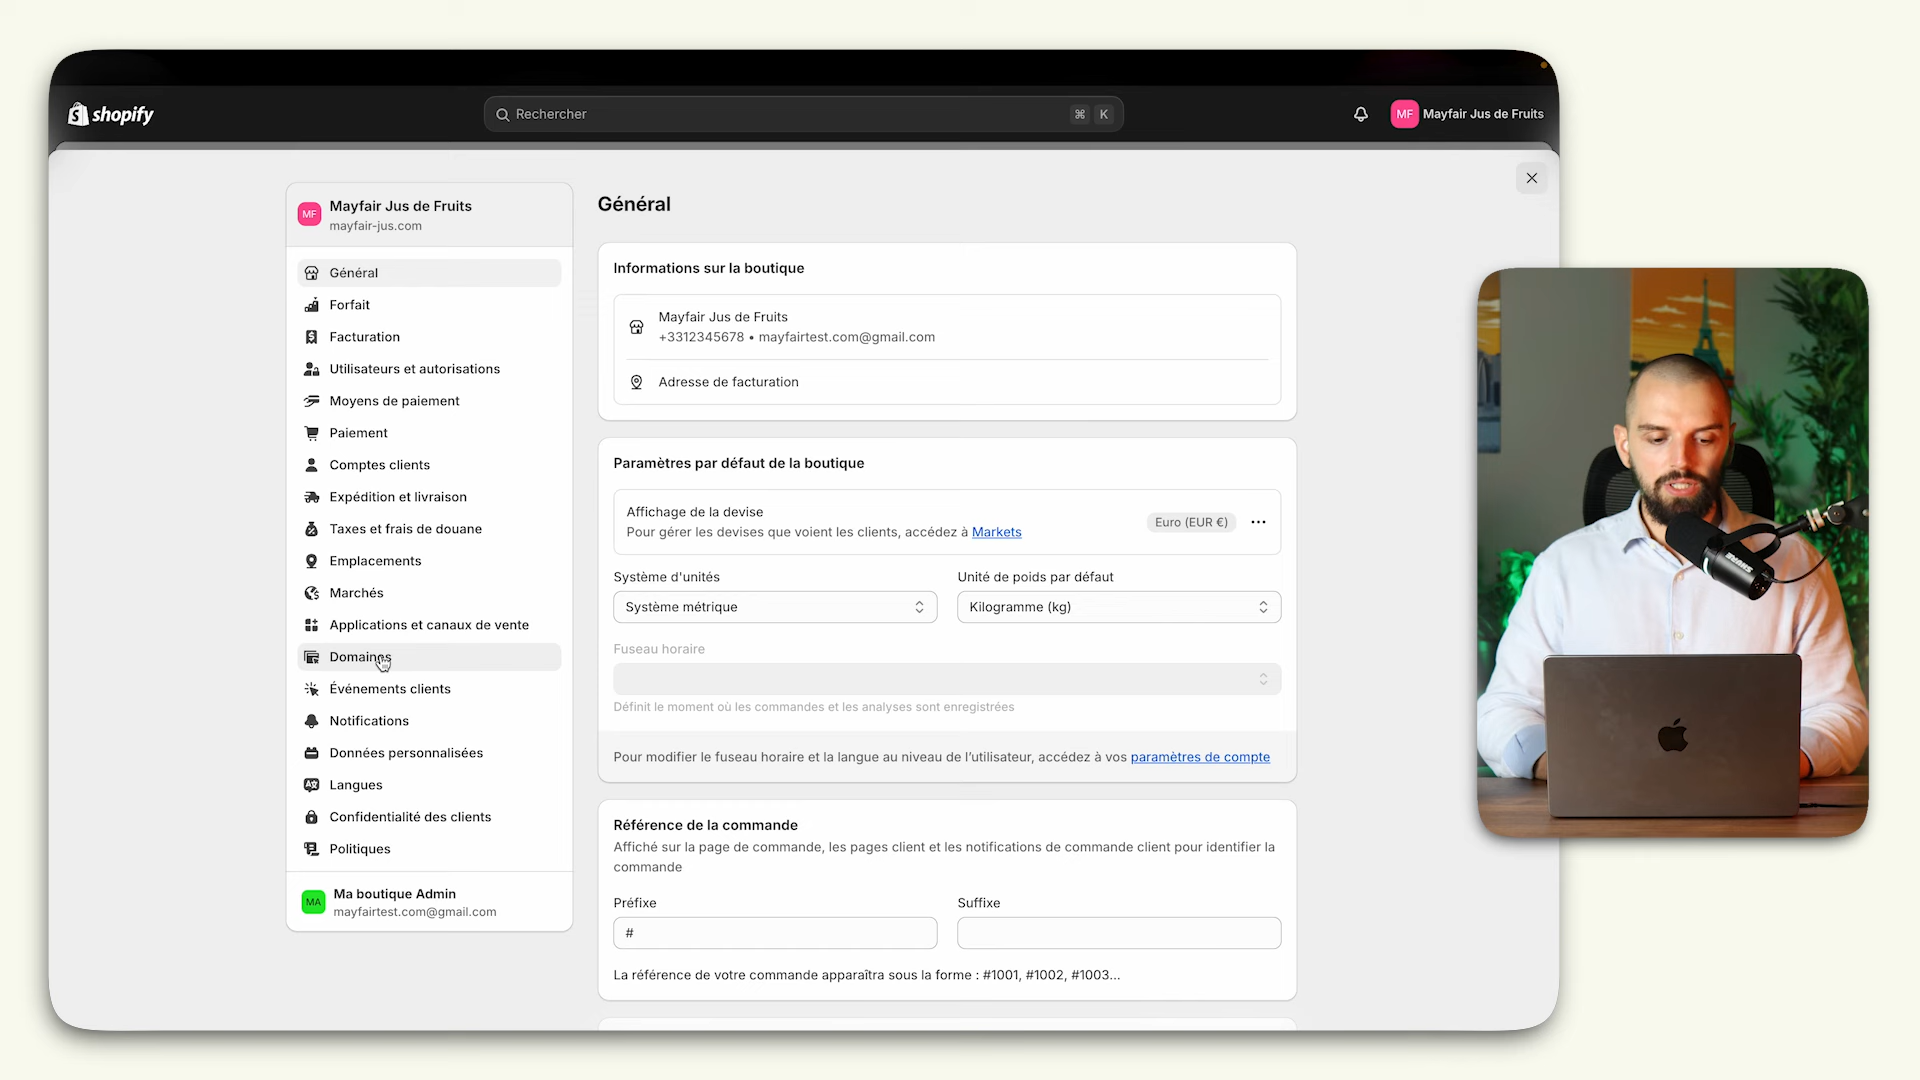 shopify
Rechercher
⌘ K
MF Mayfair Jus de Fruits
MF
Mayfair Jus de Fruits
mayfair-jus.com
Général
Forfait
Facturation
Utilisateurs et autorisations
Moyens de paiement
Paiement
Comptes clients
Expédition et livraison
Taxes et frais de douane
Emplacements
Marchés
Applications et canaux de vente
Domaines
Événements clients
Notifications
Données personnalisées
Langues
Confidentialité des clients
Politiques
MA
Ma boutique Admin
mayfairtest.com@gmail.com
Général
Informations sur la boutique
Mayfair Jus de Fruits
+3312345678 • mayfairtest.com@gmail.com
Adresse de facturation
Paramètres par défaut de la boutique
Affichage de la devise
Pour gérer les devises que voient les clients, accédez à Markets
Euro (EUR €)
Système d'unités
Système métrique
Unité de poids par défaut
Kilogramme (kg)
Fuseau horaire
Définit le moment où les commandes et les analyses sont enregistrées
Pour modifier le fuseau horaire et la langue au niveau de l’utilisateur, accédez à vos paramètres de compte
Référence de la commande
Affiché sur la page de commande, les pages client et les notifications de commande client pour identifier la
commande
Préfixe
#
Suffixe
La référence de votre commande apparaîtra sous la forme : #1001, #1002, #1003...
SHURE